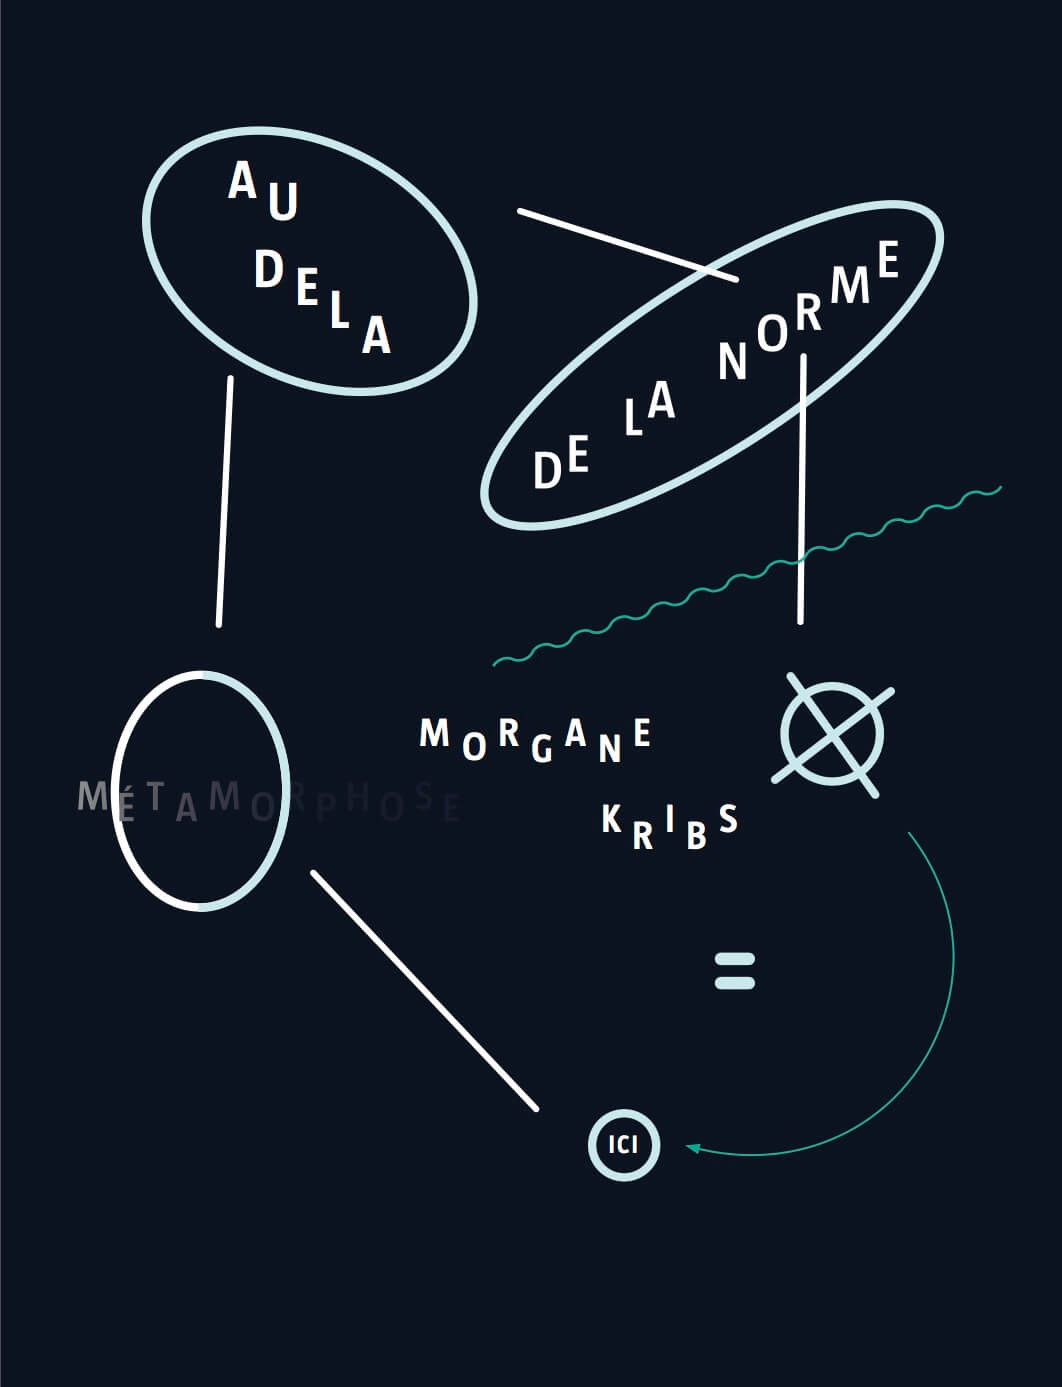 AU
DELA
DE LA NORME
MORGANE
KRIBS
MÉTAMORPHOSE
=
ICI